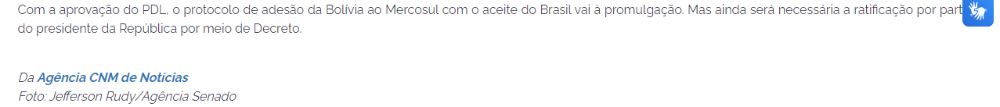 Com a aprovação do PDL, o protocolo de adesão da Bolívia ao Mercosul com o aceite do Brasil vai à promulgação. Mas ainda será necessária a ratificação por part
do presidente da República por meio de Decreto.
Da Agência CNM de Notícias
Foto: Jefferson Rudy/Agência Senado